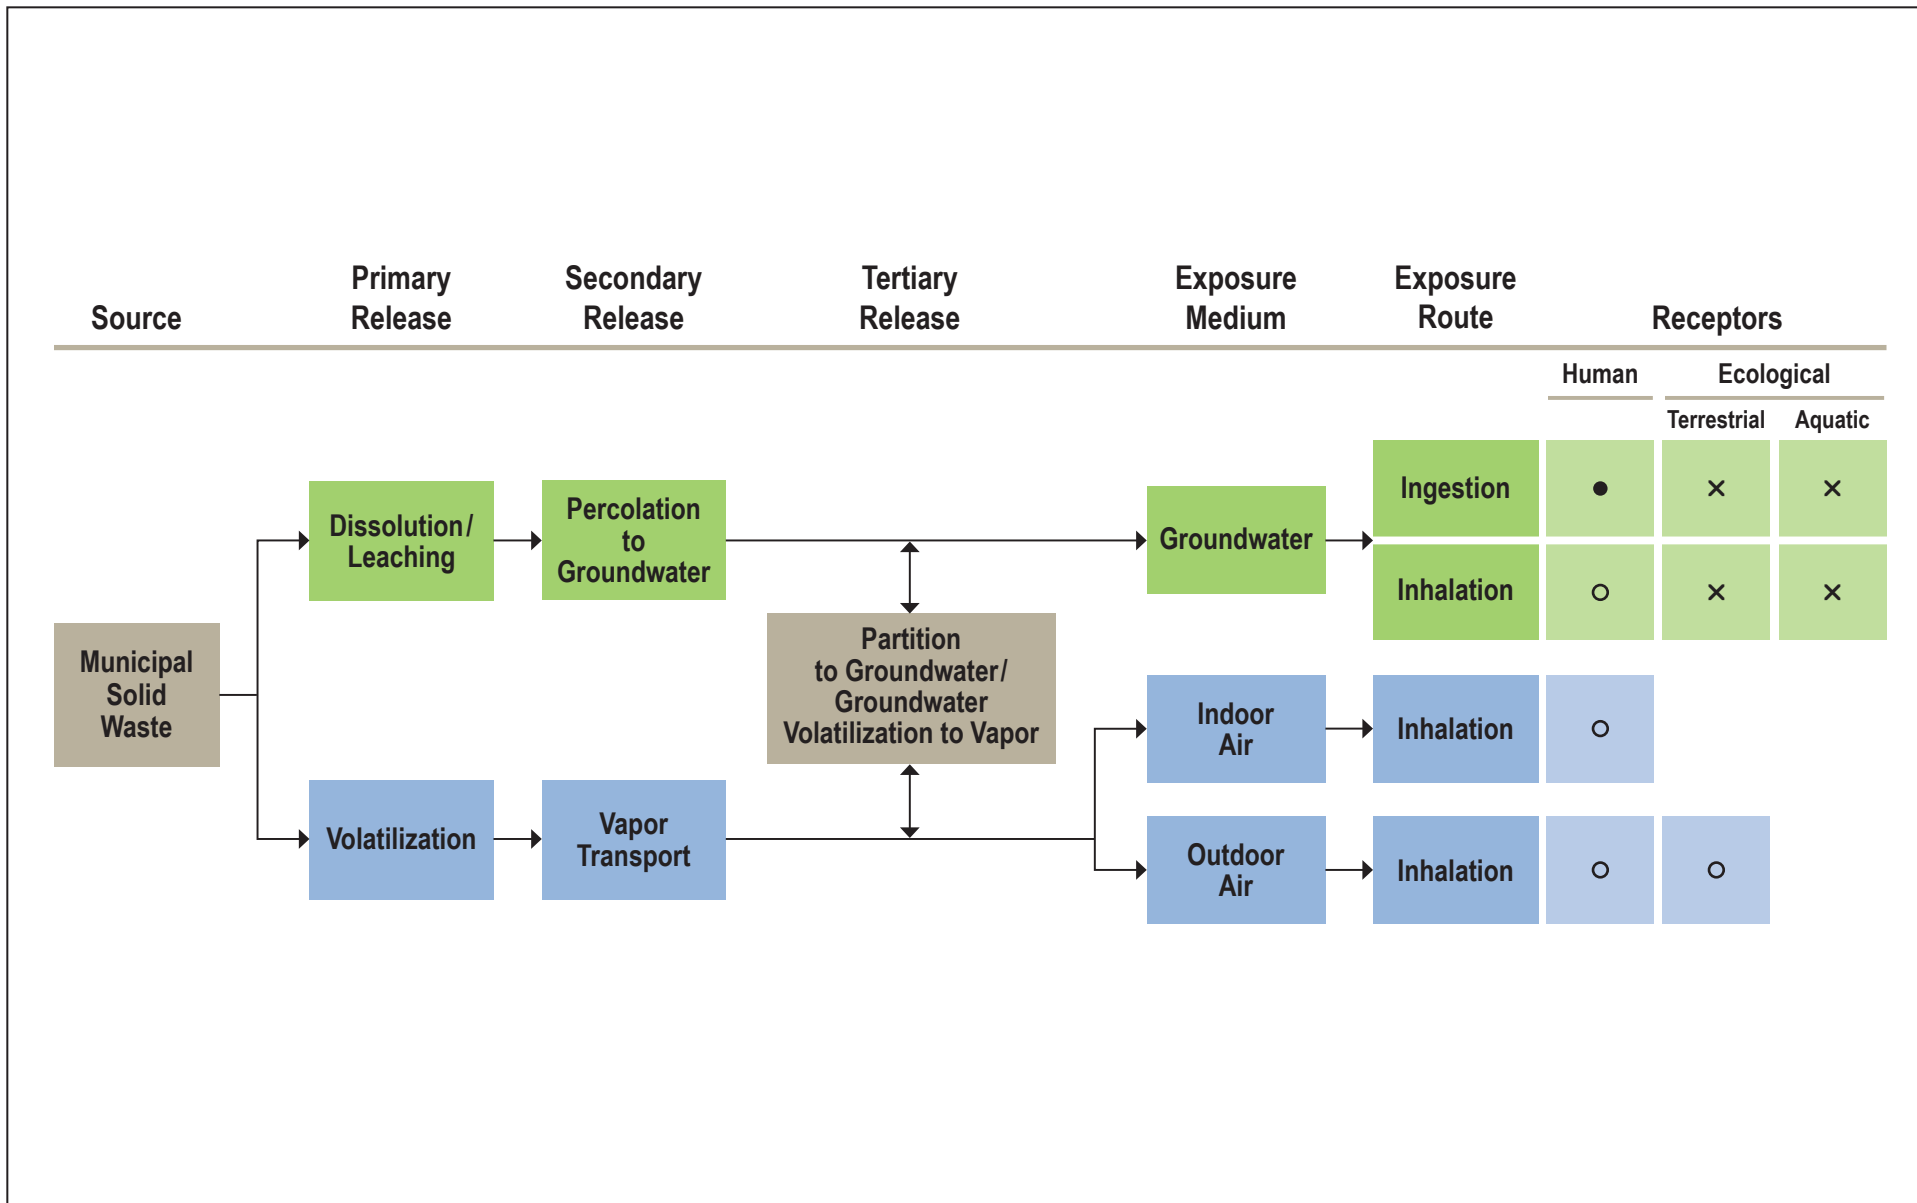 Source
Primary
Release
Secondary
Release
Tertiary
Release
Exposure
Medium
Exposure
Route
Receptors
Human
Ecological
Terrestrial
Aquatic
Municipal
Solid
Waste
Dissolution/
Leaching
Percolation
to
Groundwater
Groundwater
Ingestion
Inhalation
Partition
to Groundwater/
Groundwater
Volatilization to Vapor
Volatilization
Vapor
Transport
Indoor
Air
Inhalation
Outdoor
Air
Inhalation